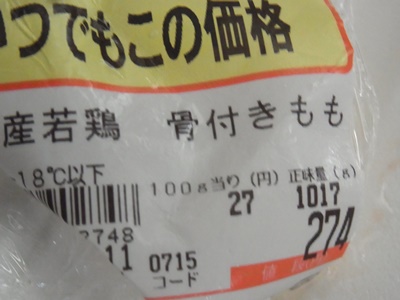 つでもこの価格
産若鶏 骨付きもも
18℃以下
100g当り(円) 正味量(g)
27 1017
2748
274
11 0715
コード
値